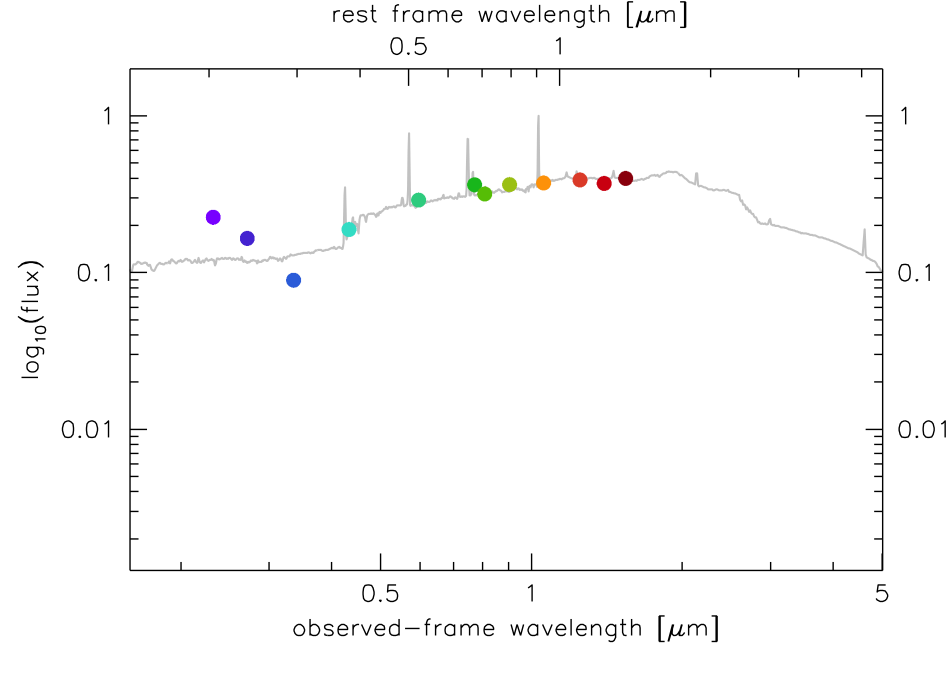 rest frame wavelength [μm]
0.5 1
1 1
0.1 0.1
log10(flux)
0.01 0.01
0.5 1 5
observed-frame wavelength [μm]